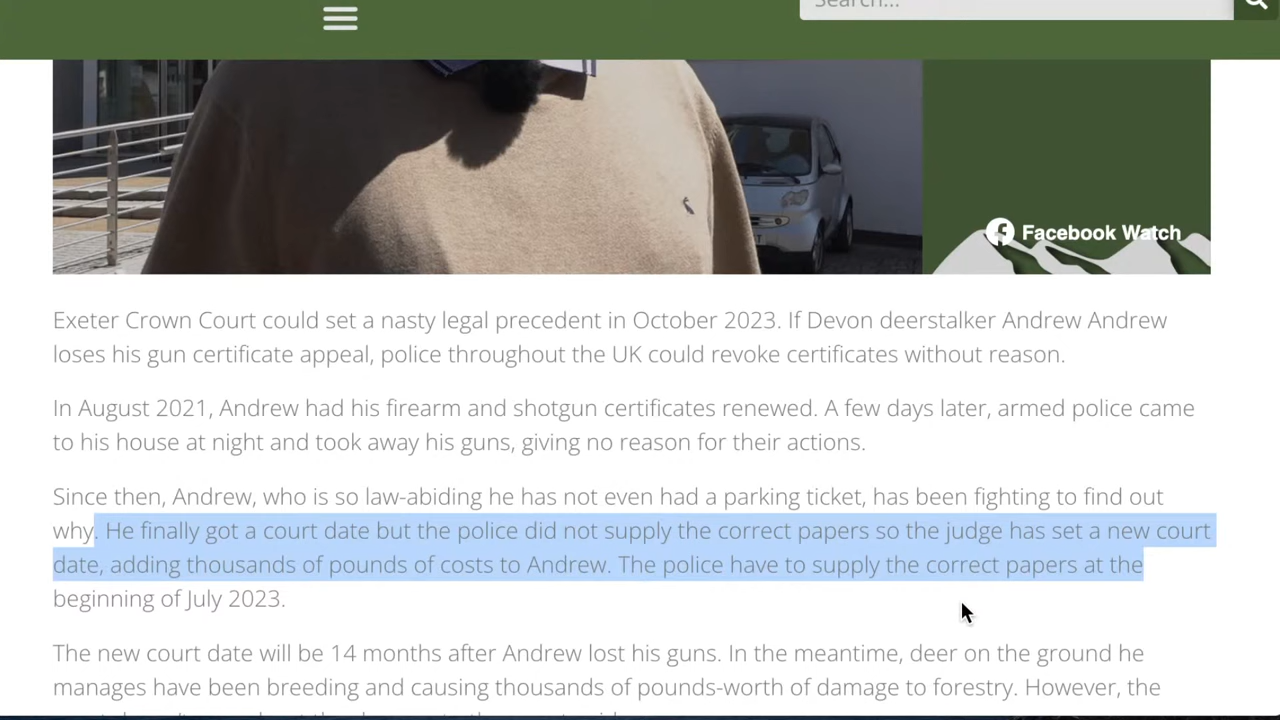 Search...
Facebook Watch
Exeter Crown Court could set a nasty legal precedent in October 2023. If Devon deerstalker Andrew Andrew
loses his gun certificate appeal, police throughout the UK could revoke certificates without reason.
In August 2021, Andrew had his firearm and shotgun certificates renewed. A few days later, armed police came
to his house at night and took away his guns, giving no reason for their actions.
Since then, Andrew, who is so law-abiding he has not even had a parking ticket, has been fighting to find out
why. He finally got a court date but the police did not supply the correct papers so the judge has set a new court
date, adding thousands of pounds of costs to Andrew. The police have to supply the correct papers at the
beginning of July 2023.
The new court date will be 14 months after Andrew lost his guns. In the meantime, deer on the ground he
manages have been breeding and causing thousands of pounds-worth of damage to forestry. However, the